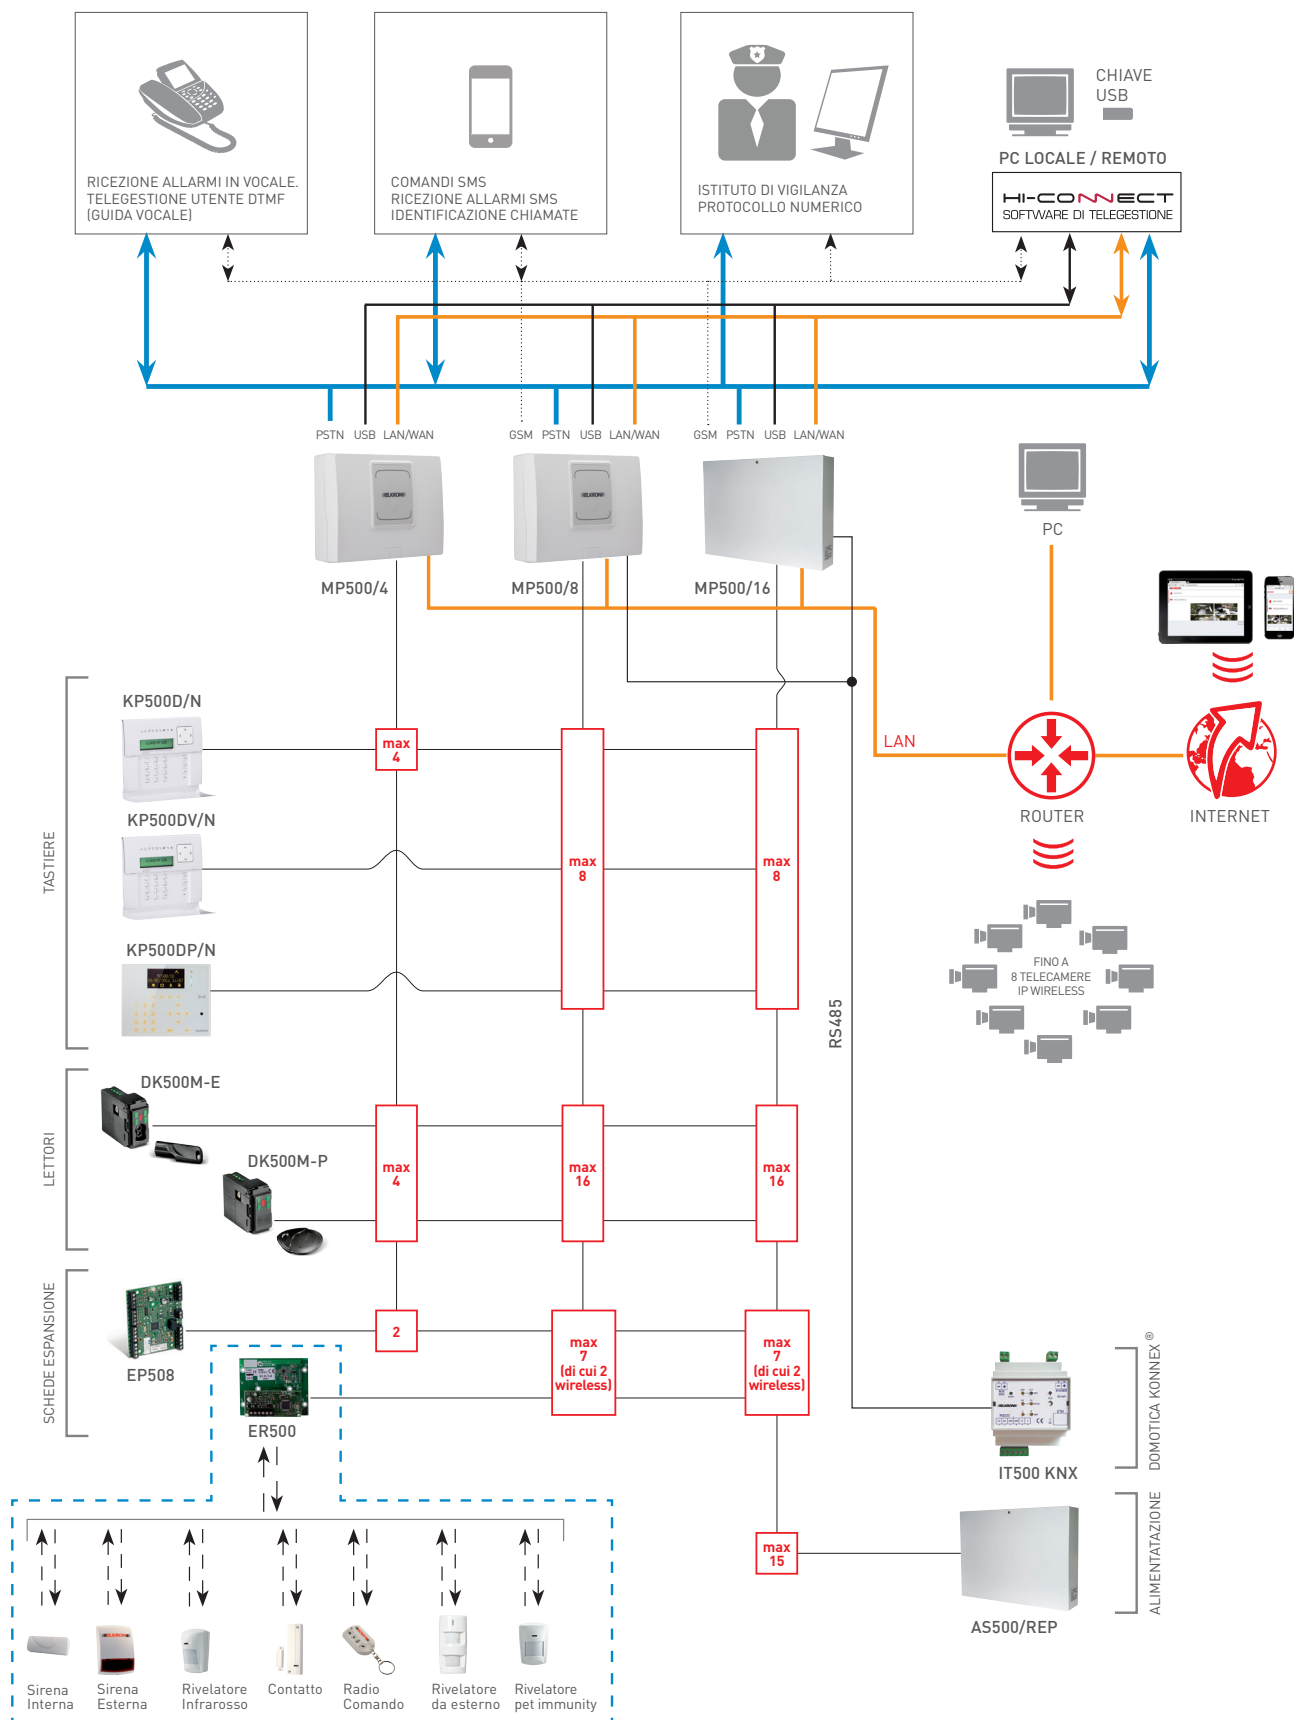 RICEZIONE ALLARMI IN VOCALE.
TELEGESTIONE UTENTE DTMF
(GUIDA VOCALE)
COMANDI SMS
RICEZIONE ALLARMI SMS
IDENTIFICAZIONE CHIAMATE
ISTITUTO DI VIGILANZA
PROTOCOLLO NUMERICO
CHIAVE
USB
PC LOCALE / REMOTO
HI-CONNECT
SOFTWARE DI TELEGESTIONE
PSTN USB LAN/WAN
GSM PSTN USB LAN/WAN
GSM PSTN USB LAN/WAN
ELKRON
ELKRON
MP500/4
MP500/8
MP500/16
PC
LAN
ROUTER
INTERNET
FINO A
8 TELECAMERE
IP WIRELESS
TASTIERE
KP500D/N
max
4
KP500DV/N
max
8
max
8
KP500DP/N
RS485
LETTORI
DK500M-E
DK500M-P
max
4
max
16
max
16
SCHEDE ESPANSIONE
EP508
2
max
7
(di cui 2
wireless)
max
7
(di cui 2
wireless)
ER500
DOMOTICA KONNEX®
IT500 KNX
ALIMENTATAZIONE
max
15
AS500/REP
Sirena
Interna
Sirena
Esterna
Rivelatore
Infrarosso
Contatto
Radio
Comando
Rivelatore
da esterno
Rivelatore
pet immunity